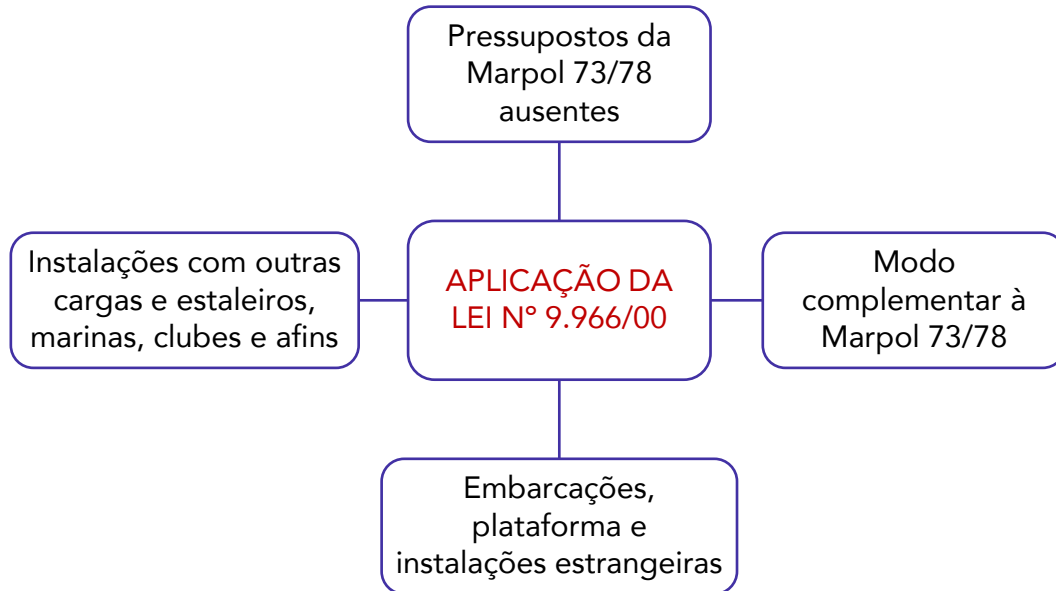 Pressupostos da
Marpol 73/78
ausentes
Instalações com outras
cargas e estaleiros,
marinas, clubes e afins
APLICAÇÃO DA
LEI Nº 9.966/00
Modo
complementar à
Marpol 73/78
Embarcações,
plataforma e
instalações estrangeiras